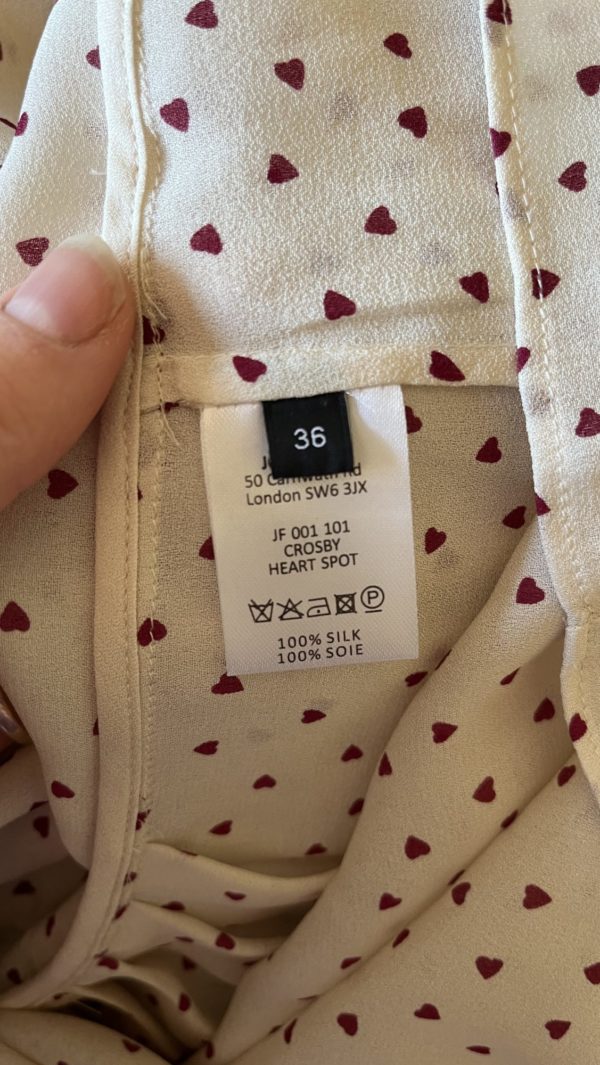 36
50 Carnwath Rd
London SW6 3JX
JF 001 101
CROSBY
HEART SPOT
P
100% SILK
100% SOIE